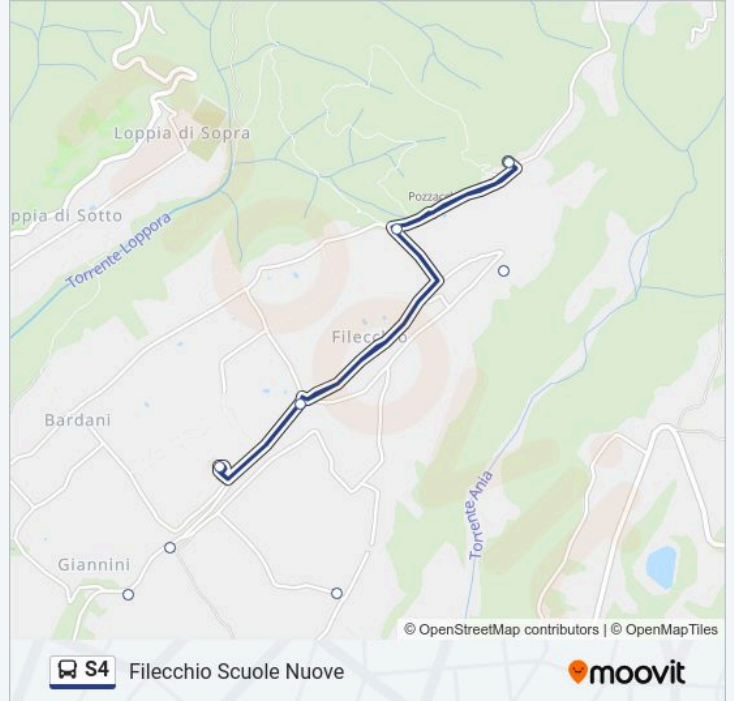 Loppia di Sopra
ppia di Sotto
Torrente Loppora
Filecchio
Bardani
Torrente Ania
Giannini
© OpenStreetMap contributors | © OpenMapTiles
S4 Filecchio Scuole Nuove
moovit